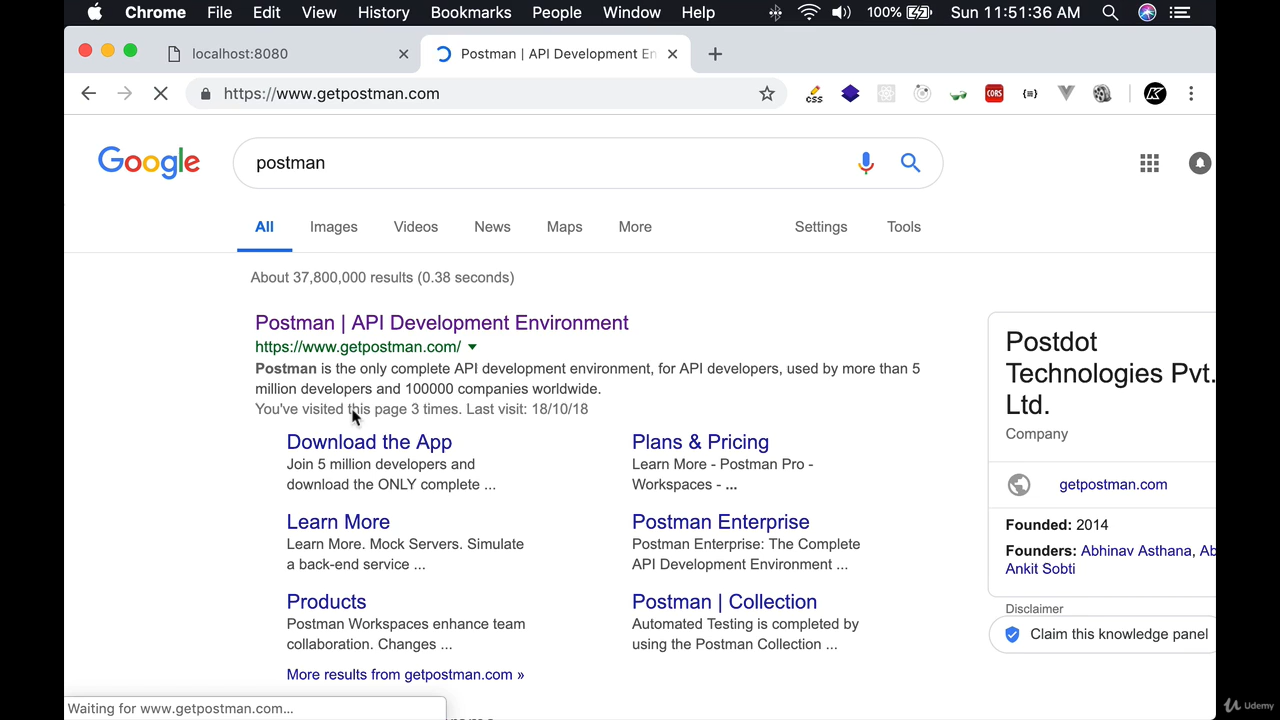 Chrome File Edit View History Bookmarks People Window Help 100% Sun 11:51:36 AM
localhost:8080 Postman | API Development En
https://www.getpostman.com
CSS CORS {≡}
Google postman
All Images Videos News Maps More Settings Tools
About 37,800,000 results (0.38 seconds)
Postman | API Development Environment
https://www.getpostman.com/
Postman is the only complete API development environment, for API developers, used by more than 5
million developers and 100000 companies worldwide.
You've visited this page 3 times. Last visit: 18/10/18
Download the App
Join 5 million developers and
download the ONLY complete ...
Plans & Pricing
Learn More - Postman Pro -
Workspaces - ...
Learn More
Learn More. Mock Servers. Simulate
a back-end service ...
Postman Enterprise
Postman Enterprise: The Complete
API Development Environment ...
Products
Postman Workspaces enhance team
collaboration. Changes ...
Postman | Collection
Automated Testing is completed by
using the Postman Collection ...
More results from getpostman.com »
Postdot
Technologies Pvt.
Ltd.
Company
getpostman.com
Founded: 2014
Founders: Abhinav Asthana, Ab
Ankit Sobti
Disclaimer
Claim this knowledge panel
Waiting for www.getpostman.com...
Udemy